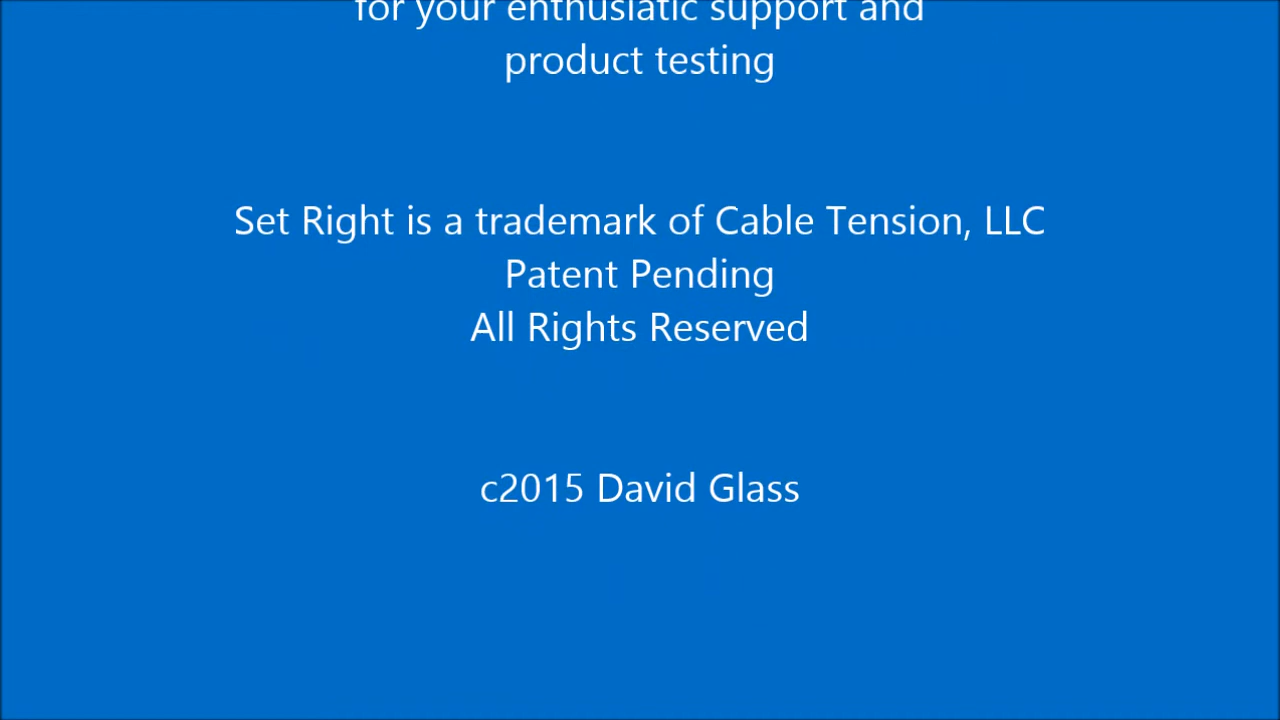 for your enthusiatic support and
product testing
Set Right is a trademark of Cable Tension, LLC
Patent Pending
All Rights Reserved
c2015 David Glass